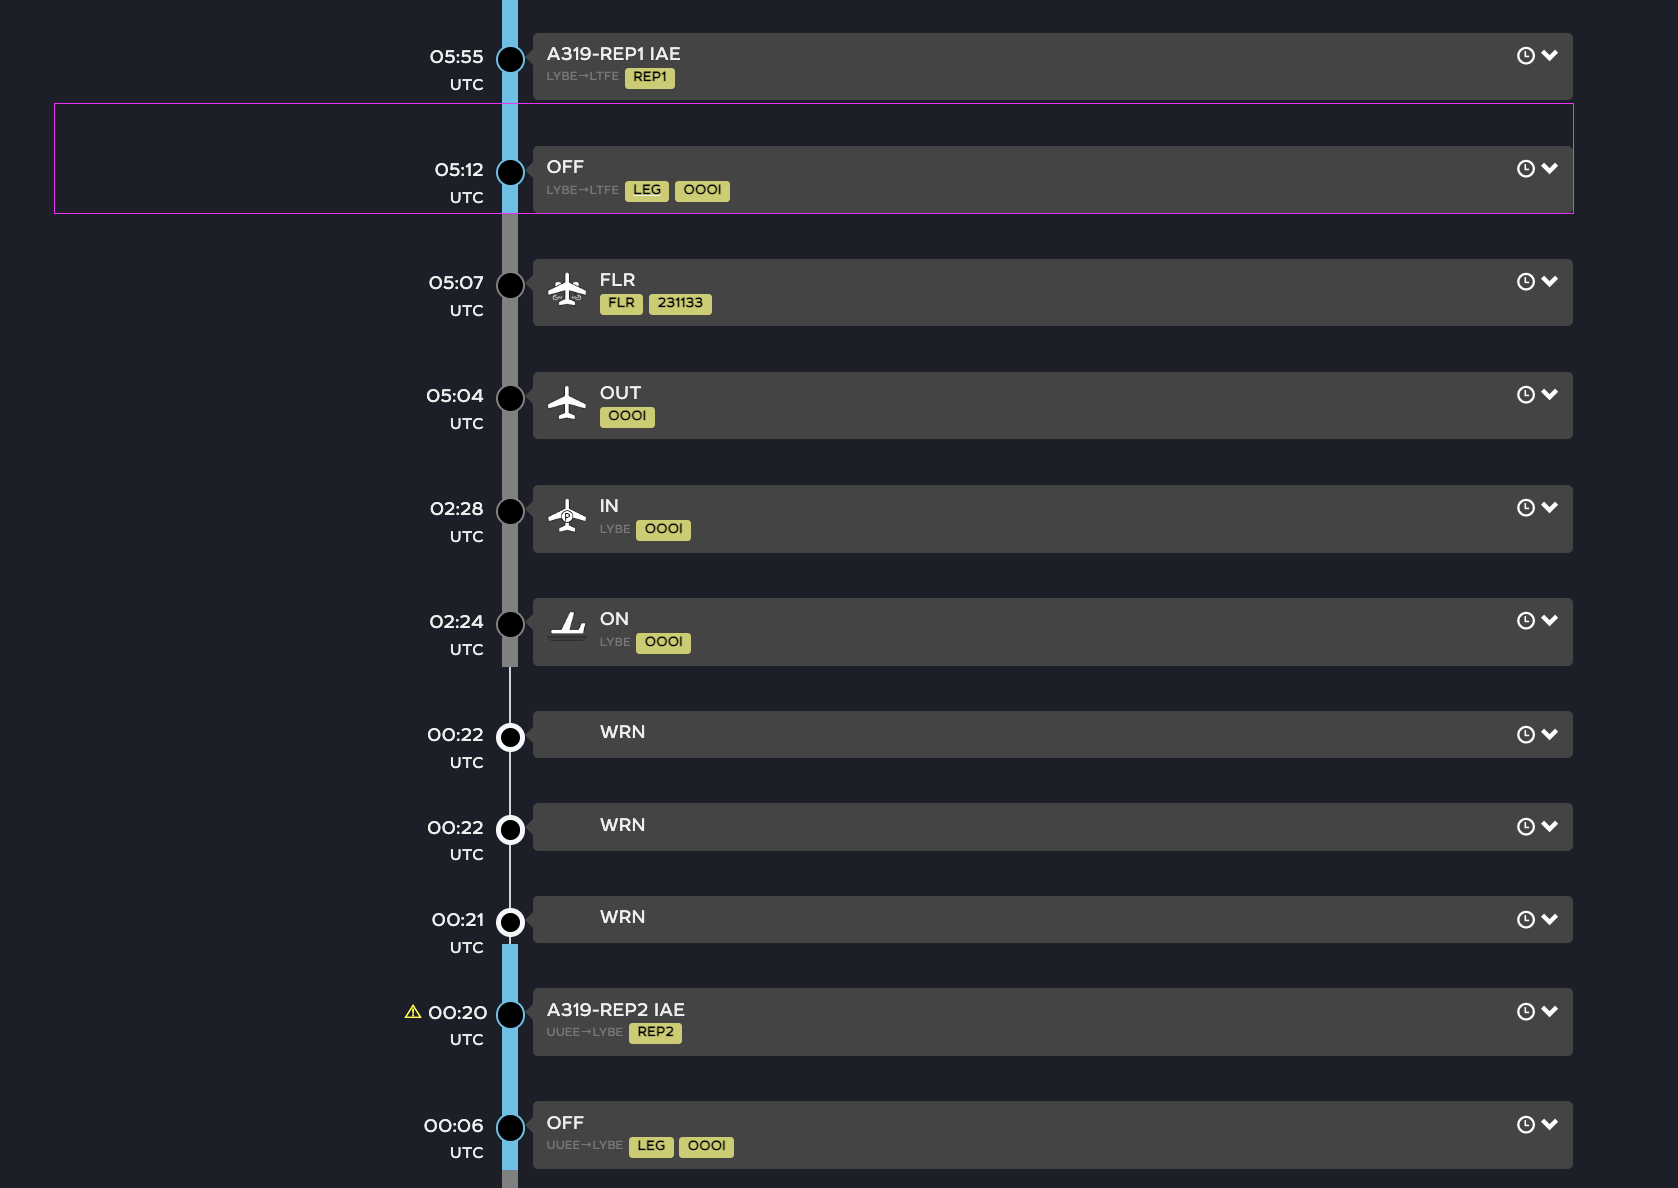 05:55
UTC
A319-REP1 IAE
LYBE→LTFE REP1
05:12
UTC
OFF
LYBE→LTFE LEG OOOI
05:07
UTC
FLR
FLR 231133
05:04
UTC
OUT
OOOI
02:28
UTC
IN
LYBE OOOI
02:24
UTC
ON
LYBE OOOI
00:22
UTC
WRN
00:22
UTC
WRN
00:21
UTC
WRN
00:20
UTC
A319-REP2 IAE
UUEE→LYBE REP2
00:06
UTC
OFF
UUEE→LYBE LEG OOOI